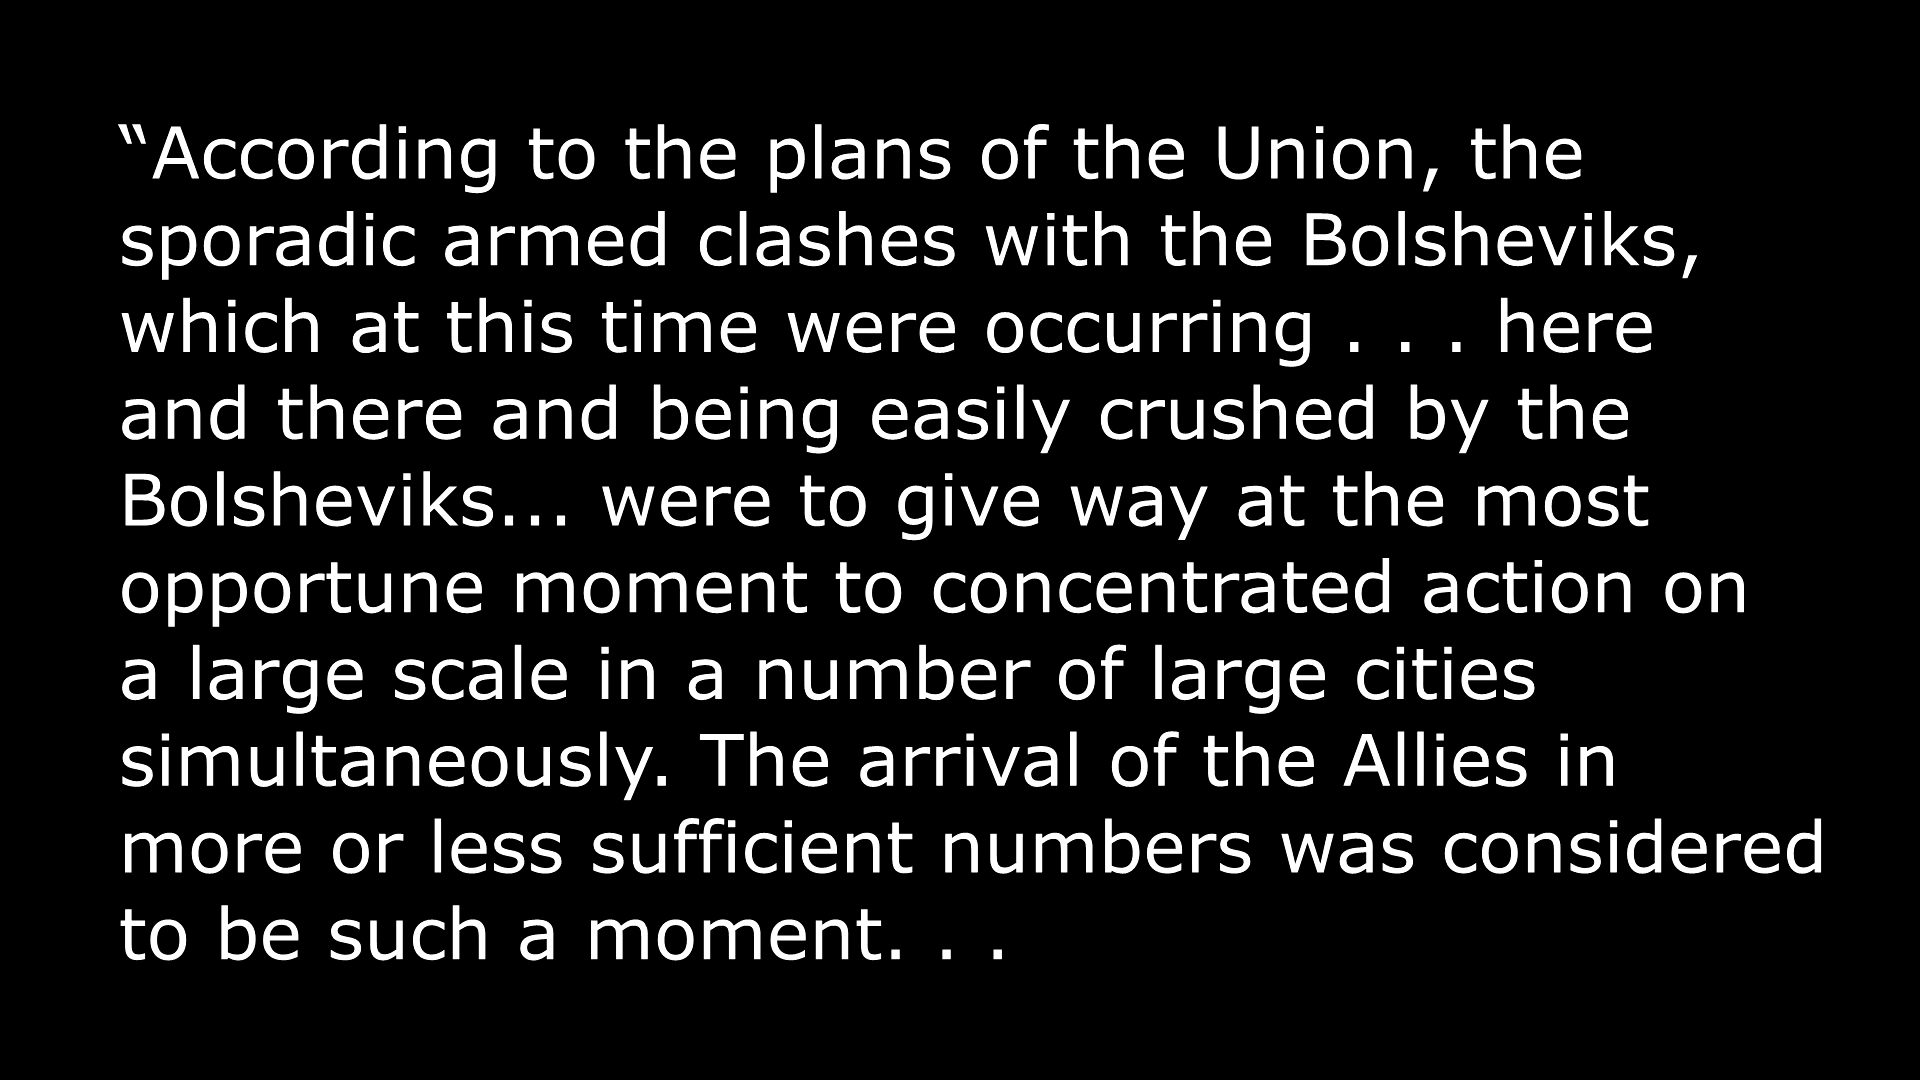 “According to the plans of the Union, the
sporadic armed clashes with the Bolsheviks,
which at this time were occurring . . . here
and there and being easily crushed by the
Bolsheviks... were to give way at the most
opportune moment to concentrated action on
a large scale in a number of large cities
simultaneously. The arrival of the Allies in
more or less sufficient numbers was considered
to be such a moment. . .